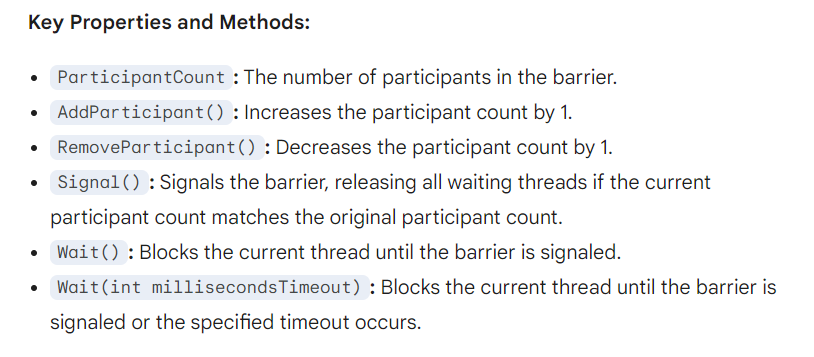 Key Properties and Methods:
• ParticipantCount : The number of participants in the barrier.
• AddParticipant() : Increases the participant count by 1.
• RemoveParticipant() : Decreases the participant count by 1.
• Signal() : Signals the barrier, releasing all waiting threads if the current
participant count matches the original participant count.
• Wait() : Blocks the current thread until the barrier is signaled.
• Wait(int millisecondsTimeout) : Blocks the current thread until the barrier is
signaled or the specified timeout occurs.